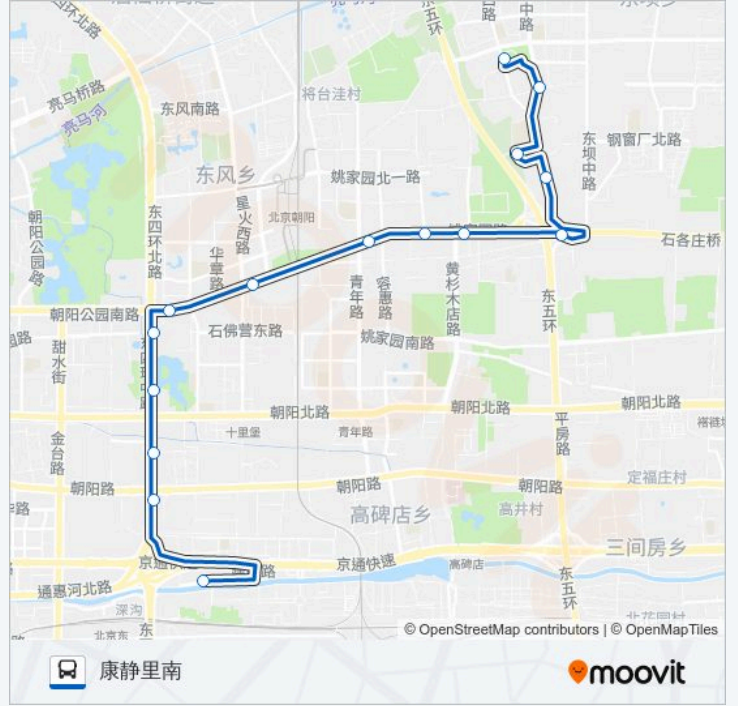 环北路
东五环
中路
亮马桥路
亮马河
东风南路
将台洼村
东风乡
东坝中路
钢窗厂北路
姚家园北一路
星火西路
北京朝阳
朝阳公园路
东四环北路
华章路
石各庄桥
青年路
容惠路
黄杉木店路
东五环
朝阳公园南路
石佛营东路
姚家园南路
甜水街
朝阳北路
朝阳北路
朝阳北路
金台路
十里堡
青年路
平房路
朝阳路
朝阳路
朝阳路
定福庄村
高碑店乡
高井村
三间房乡
京通快速
高碑店
通惠河北路
深沟
东五环
北京东
© OpenStreetMap contributors | © OpenMapTiles
康静里南
moovit